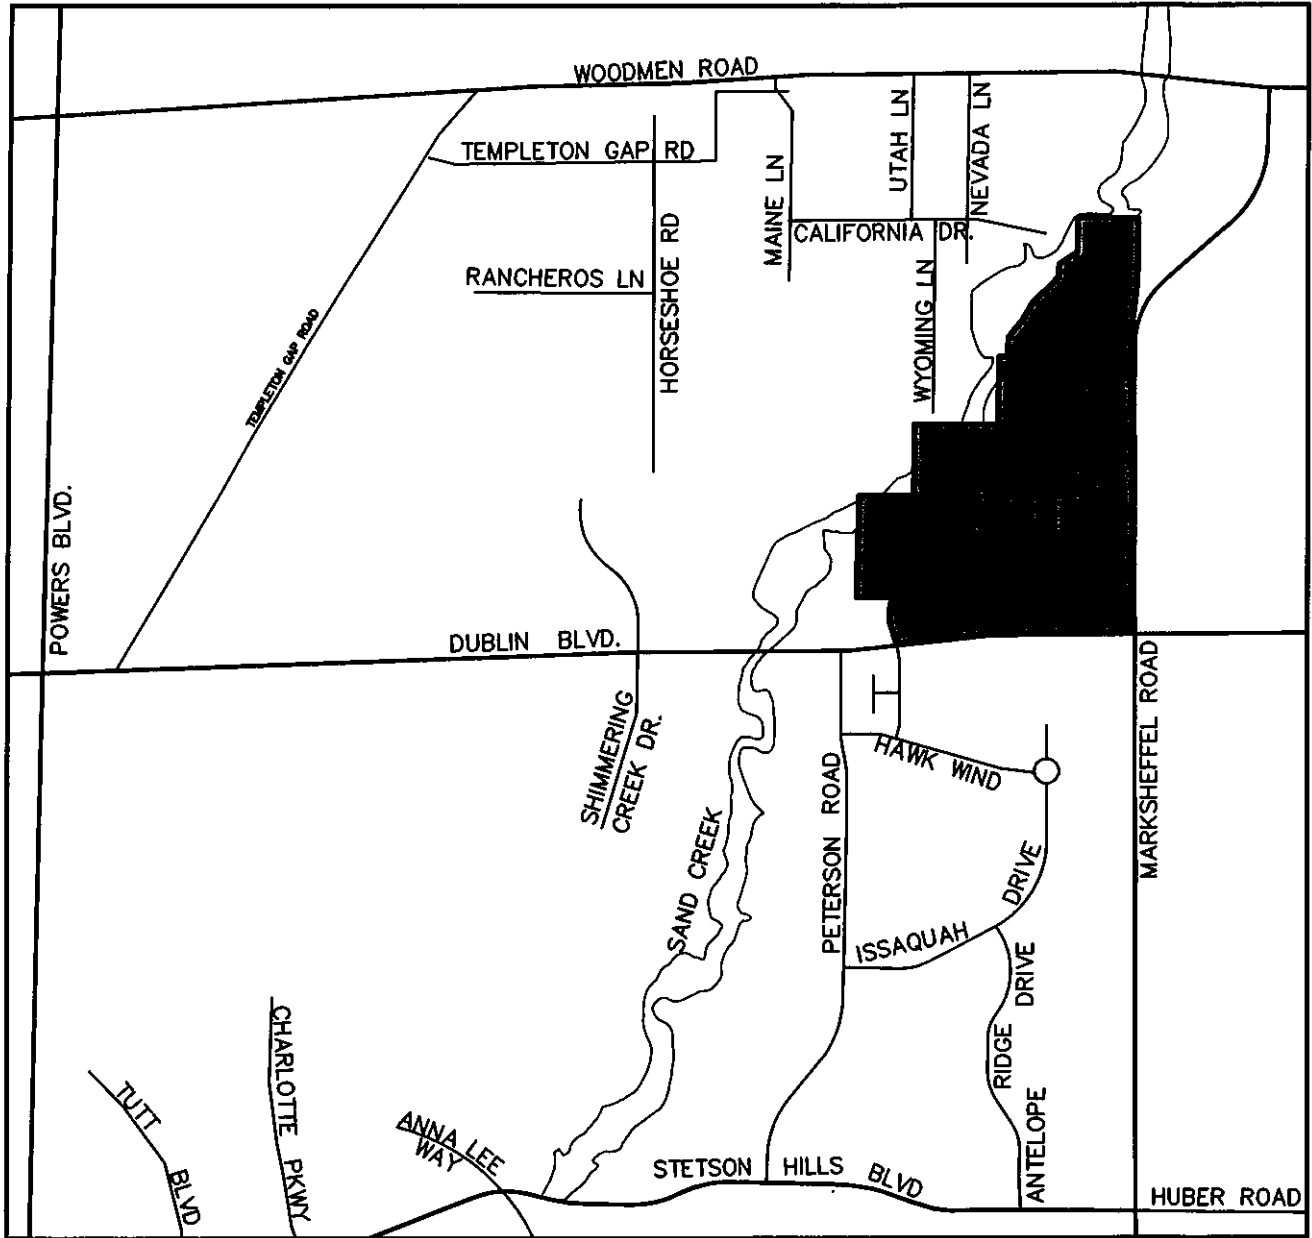 WOODMEN ROAD
TEMPLETON GAP RD
UTAH LN
NEVADA LN
MAINE LN
CALIFORNIA DR.
RANCHEROS LN
HORSESHOE RD
WYOMING LN
TEMPLETON GAP ROAD
POWERS BLVD.
DUBLIN BLVD.
MARKSHEFFEL ROAD
SHIMMERING
CREEK DR.
HAWK WIND
PETERSON ROAD
SAND CREEK
ISSAQUAH DRIVE
ANTELOPE RIDGE DRIVE
CHARLOTTE PKWY
TUTT BLVD
ANNA LEE
WAY
STETSON HILLS BLVD
HUBER ROAD